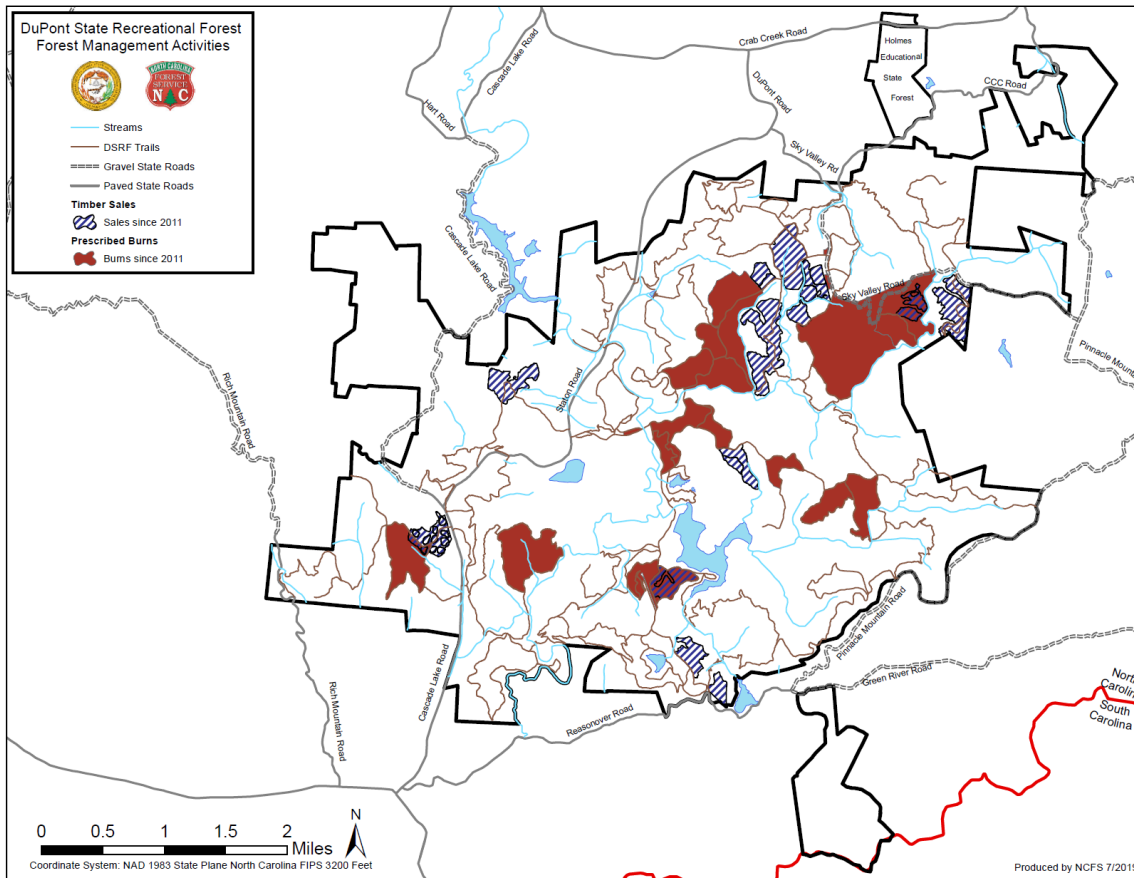 DuPont State Recreational Forest
Forest Management Activities
NORTH CAROLINA
FOREST
SERVICE
N C
Streams
DSRF Trails
Gravel State Roads
Paved State Roads
Timber Sales
Sales since 2011
Prescribed Burns
Burns since 2011
Crab Creek Road
Holmes
Educational
State
Forest
CCC Road
Cascade Lake Road
Hart Road
DuPont Road
Sky Valley Rd
Cascade Lake Road
Sky Valley Road
Pinnacle Mount
Rich Mountain Road
Staton Road
Pinnacle Mountain Road
Green River Road
North
Carolina
South
Carolina
Rich Mountain Road
Cascade Lake Road
Reasonover Road
0 0.5 1 1.5 2
Miles
N
Coordinate System: NAD 1983 State Plane North Carolina FIPS 3200 Feet
Produced by NCFS 7/2019